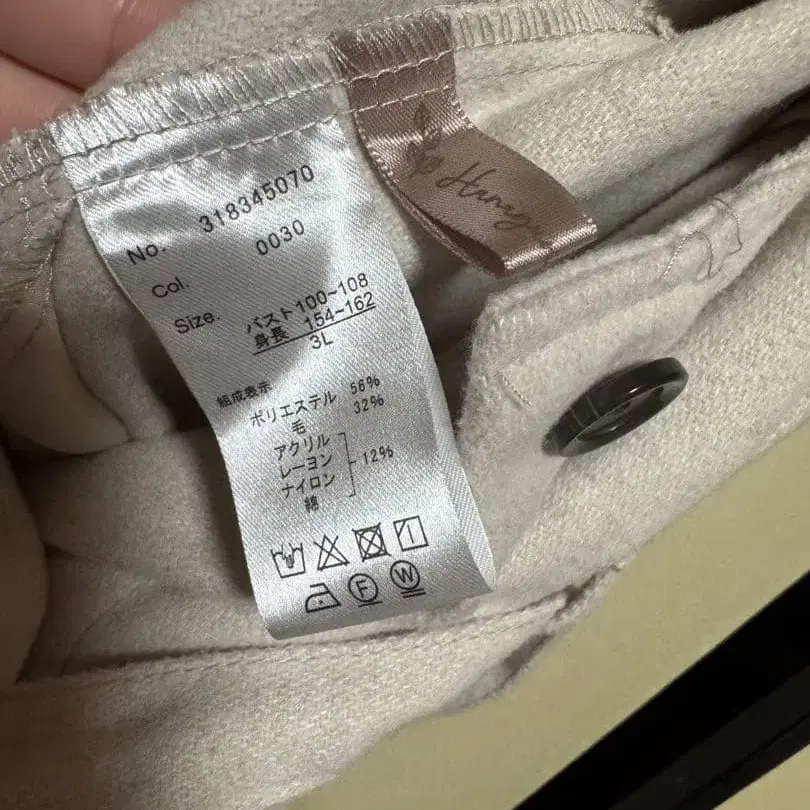 No. 318345070
Col. 0030
Size. バスト100~108
身長 154~162
3L
組成表示
ポリエステル 56%
毛 32%
アクリル
レーヨン 12%
ナイロン
綿
F W